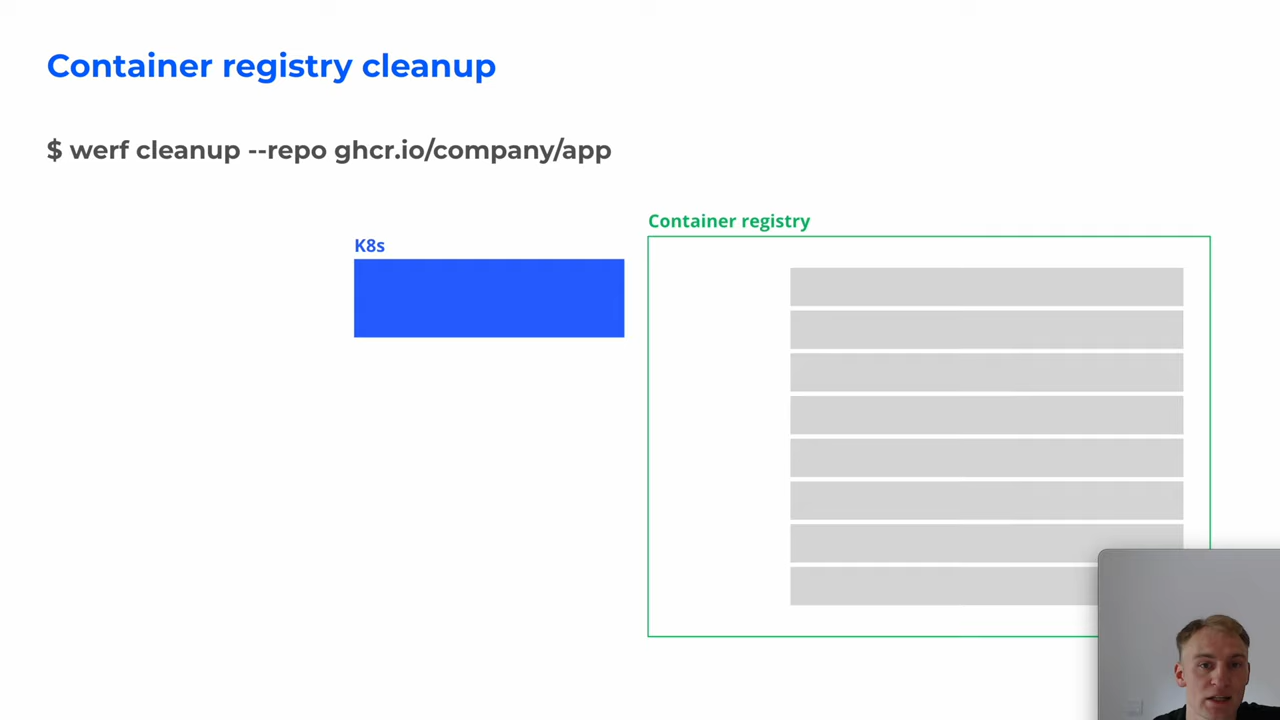 Container registry cleanup
$ werf cleanup --repo ghcr.io/company/app
Container registry
K8s